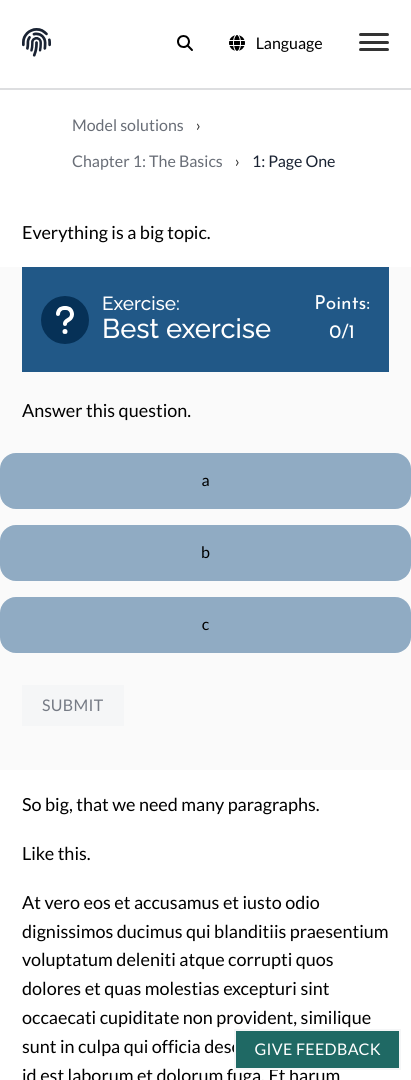 Language
Model solutions ›
Chapter 1: The Basics › 1: Page One
Everything is a big topic.
?
Exercise:
Best exercise
Points:
0/1
Answer this question.
a
b
c
SUBMIT
So big, that we need many paragraphs.
Like this.
At vero eos et accusamus et iusto odio
dignissimos ducimus qui blanditiis praesentium
voluptatum deleniti atque corrupti quos
dolores et quas molestias excepturi sint
occaecati cupiditate non provident, similique
sunt in culpa qui officia
GIVE FEEDBACK
id est laborum et dolorum fuga. Et harum